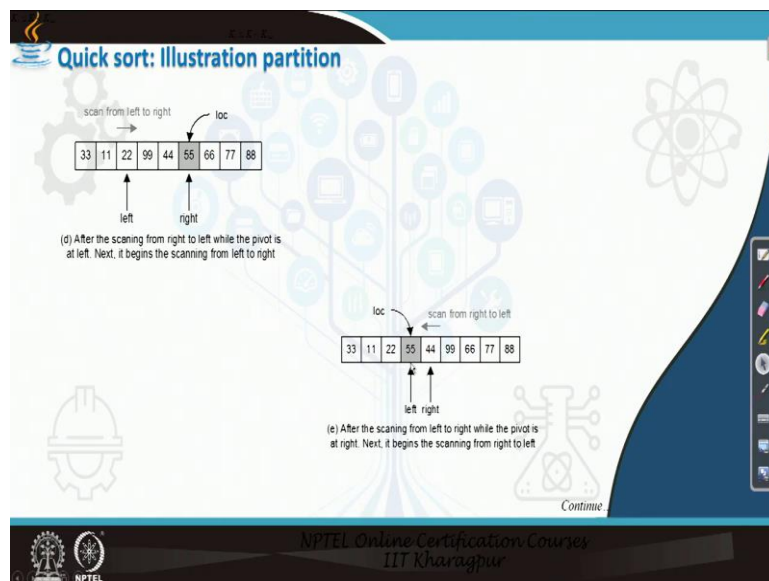 Quick sort: Illustration partition
scan from left to right
loc
33 11 22 99 44 55 66 77 88
left right
(d) After the scaning from right to left while the pivot is
at left. Next, it begins the scanning from left to right
loc
scan from right to left
33 11 22 55 44 99 66 77 88
left right
(e) After the scaning from left to right while the pivot is
at right. Next, it begins the scanning from right to left
Continue..
NPTEL Online Certification Courses
IIT Kharagpur
NPTEL